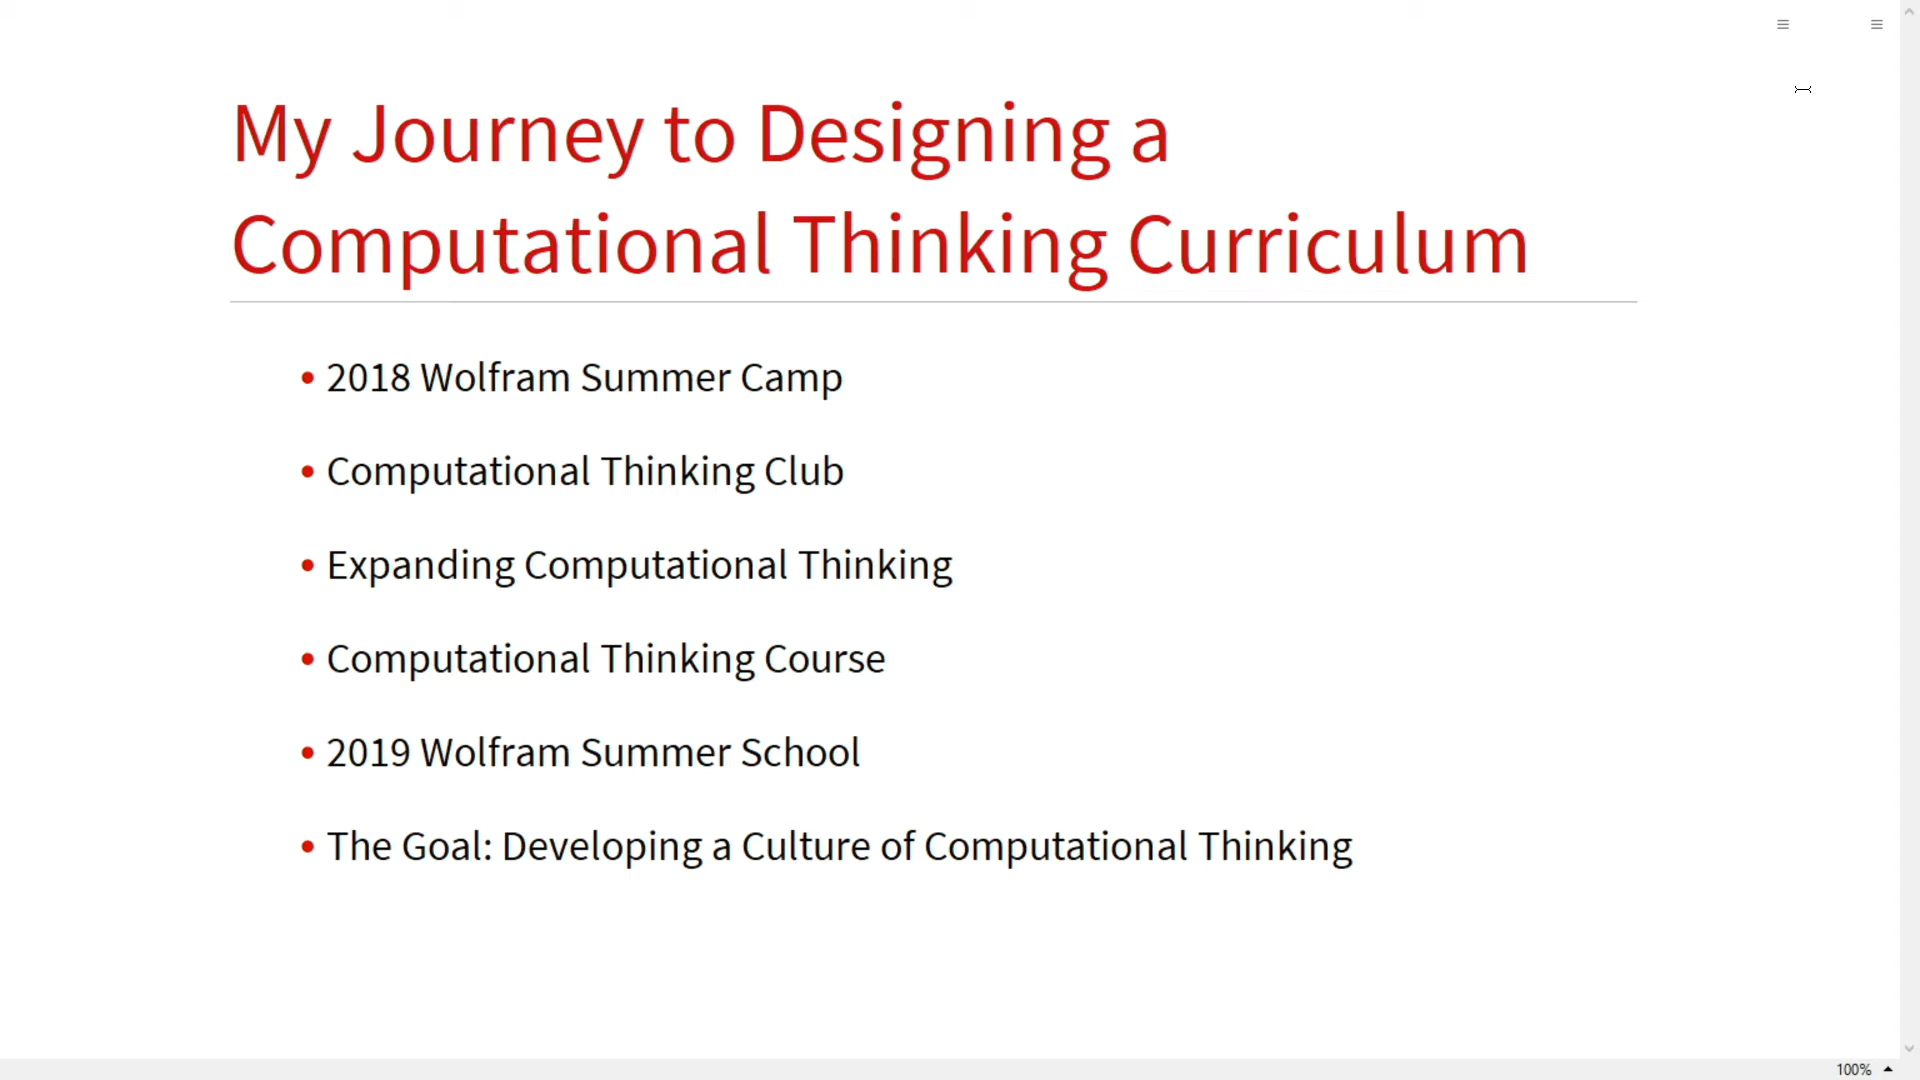 My Journey to Designing a
Computational Thinking Curriculum
• 2018 Wolfram Summer Camp
• Computational Thinking Club
• Expanding Computational Thinking
• Computational Thinking Course
• 2019 Wolfram Summer School
• The Goal: Developing a Culture of Computational Thinking
100%